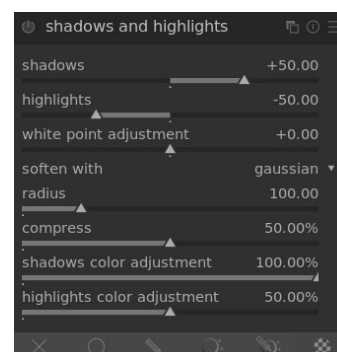 shadows and highlights
shadows +50.00
highlights -50.00
white point adjustment +0.00
soften with gaussian
radius 100.00
compress 50.00%
shadows color adjustment 100.00%
highlights color adjustment 50.00%